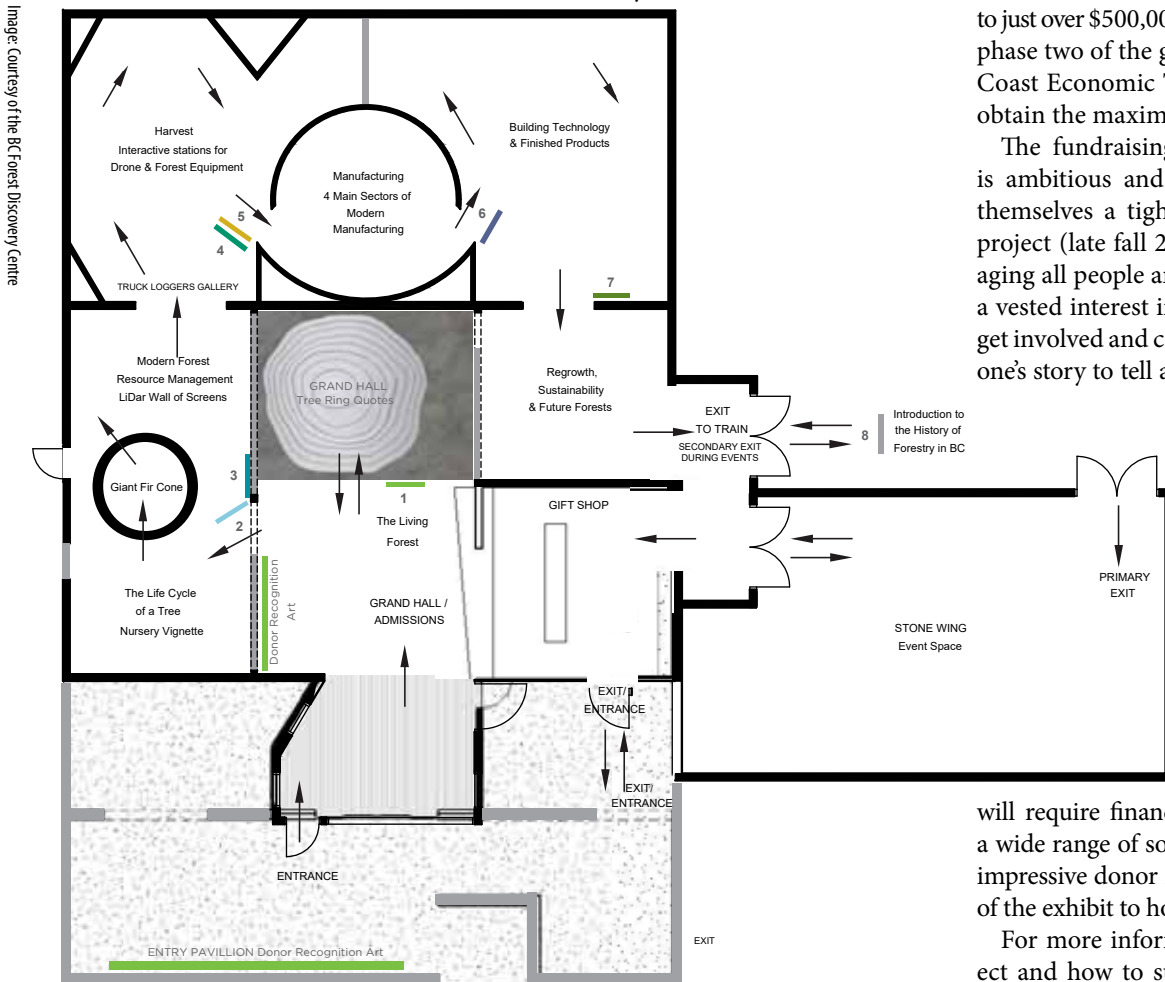 Image: Courtesy of the BC Forest Discovery Centre
Harvest
Interactive stations for
Drone & Forest Equipment
Manufacturing
4 Main Sectors of
Modern
Manufacturing
Building Technology
& Finished Products
5
4
6
7
TRUCK LOGGERS GALLERY
Modern Forest
Resource Management
LiDar Wall of Screens
GRAND HALL
Tree Ring Quotes
Regrowth,
Sustainability
& Future Forests
EXIT
TO TRAIN
SECONDARY EXIT
DURING EVENTS
8
Introduction to
the History of
Forestry in BC
Giant Fir Cone
3
2
1
The Living
Forest
GIFT SHOP
The Life Cycle
of a Tree
Nursery Vignette
Donor Recognition
Art
GRAND HALL /
ADMISSIONS
PRIMARY
EXIT
STONE WING
Event Space
EXIT/
ENTRANCE
EXIT/
ENTRANCE
ENTRANCE
EXIT
ENTRY PAVILLION Donor Recognition Art
to just over $500,00
phase two of the g
Coast Economic
obtain the maxim
The fundraising
is ambitious and
themselves a tigh
project (late fall 2
aging all people ar
a vested interest i
get involved and c
one's story to tell a
will require financ
a wide range of so
impressive donor
of the exhibit to ho
For more infor
ect and how to su